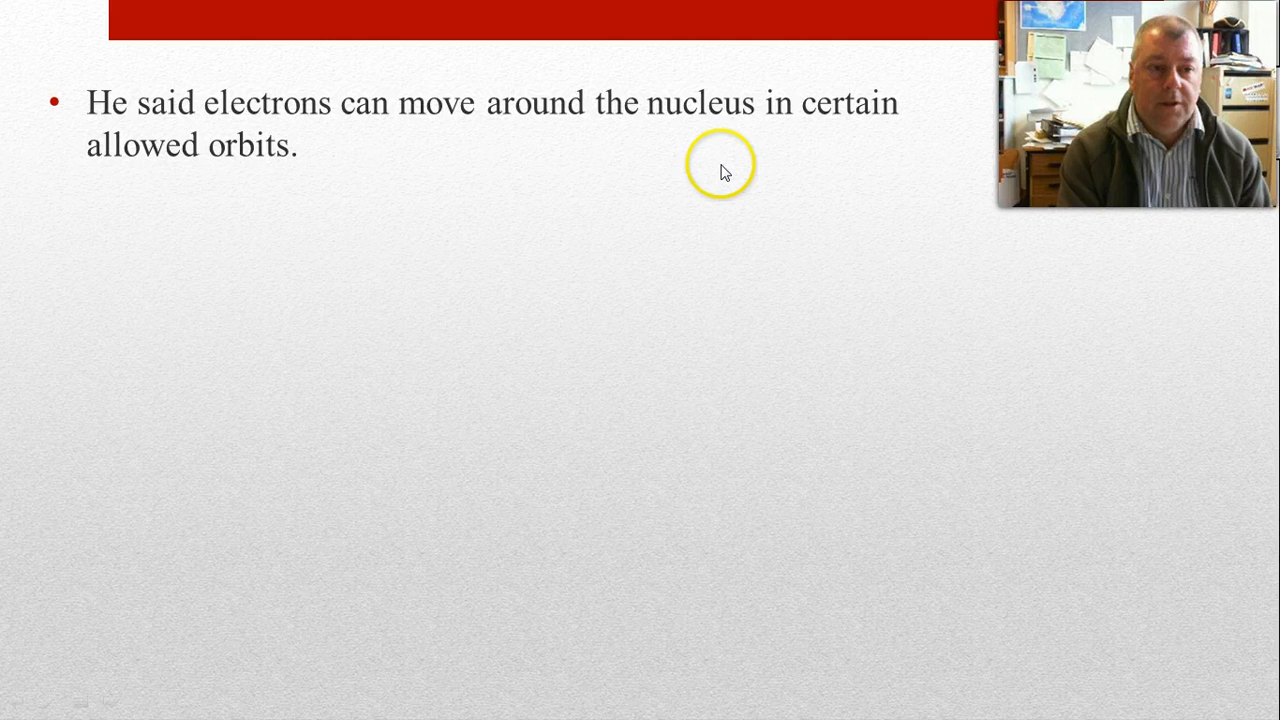 • He said electrons can move around the nucleus in certain
allowed orbits.